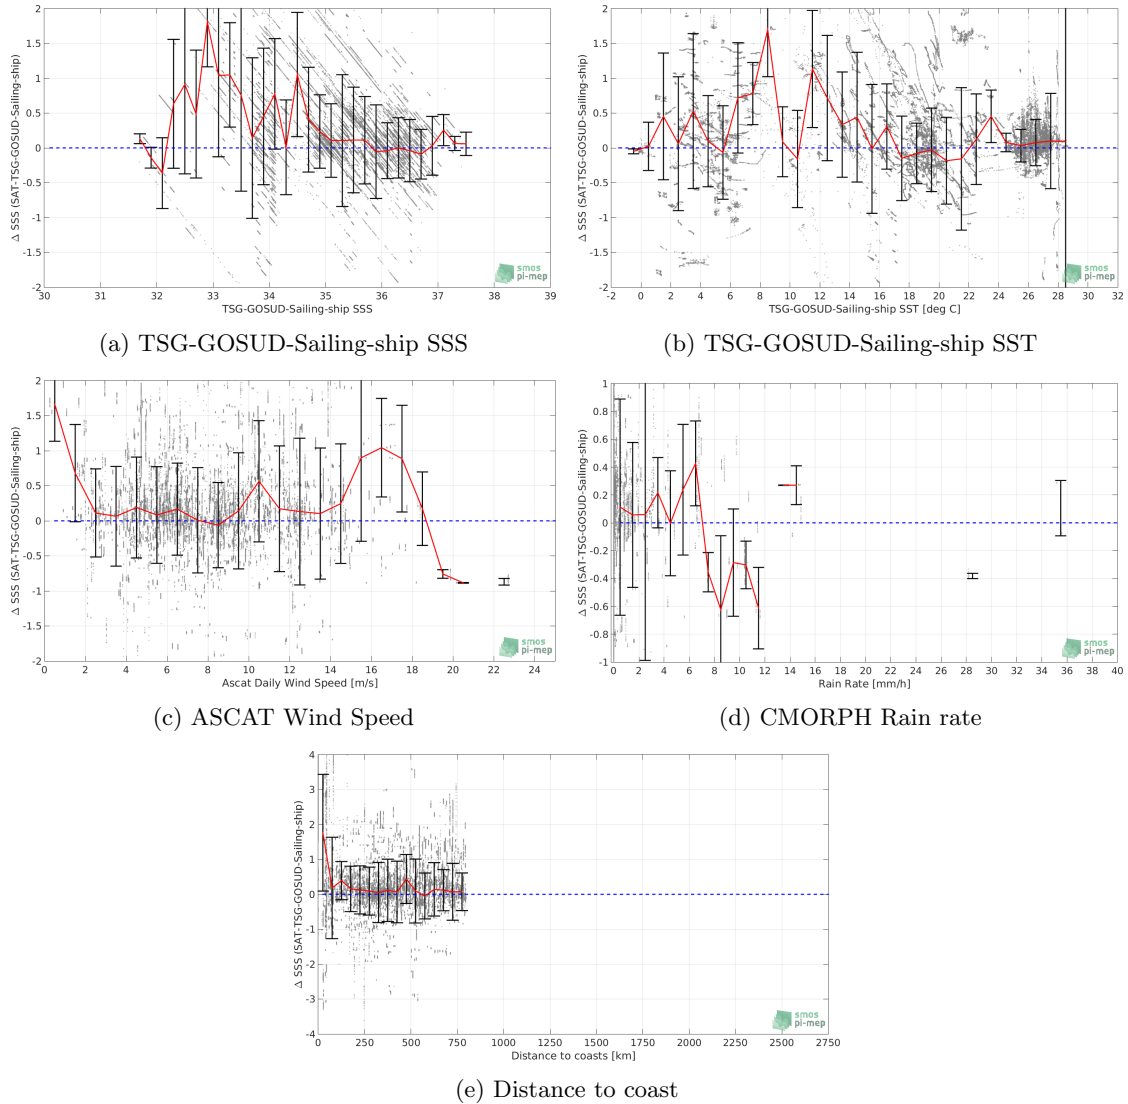 2
1.5
1
0.5
0
-0.5
-1
-1.5
-2
Δ SSS (SAT-TSG-GOSUD-Sailing-ship)
30 31 32 33 34 35 36 37 38 39
TSG-GOSUD-Sailing-ship SSS
smos
pi-mep
(a) TSG-GOSUD-Sailing-ship SSS
2
1.5
1
0.5
0
-0.5
-1
-1.5
-2
Δ SSS (SAT-TSG-GOSUD-Sailing-ship)
-2 0 2 4 6 8 10 12 14 16 18 20 22 24 26 28 30 32
TSG-GOSUD-Sailing-ship SST [deg C]
smos
pi-mep
(b) TSG-GOSUD-Sailing-ship SST
2
1.5
1
0.5
0
-0.5
-1
-1.5
-2
Δ SSS (SAT-TSG-GOSUD-Sailing-ship)
0 2 4 6 8 10 12 14 16 18 20 22 24
Ascat Daily Wind Speed [m/s]
smos
pi-mep
(c) ASCAT Wind Speed
1
0.8
0.6
0.4
0.2
0
-0.2
-0.4
-0.6
-0.8
-1
Δ SSS (SAT-TSG-GOSUD-Sailing-ship)
0 2 4 6 8 10 12 14 16 18 20 22 24 26 28 30 32 34 36 38 40
Rain Rate [mm/h]
smos
pi-mep
(d) CMORPH Rain rate
4
3
2
1
0
-1
-2
-3
-4
Δ SSS (SAT-TSG-GOSUD-Sailing-ship)
0 250 500 750 1000 1250 1500 1750 2000 2250 2500 2750
Distance to coasts [km]
smos
pi-mep
(e) Distance to coast